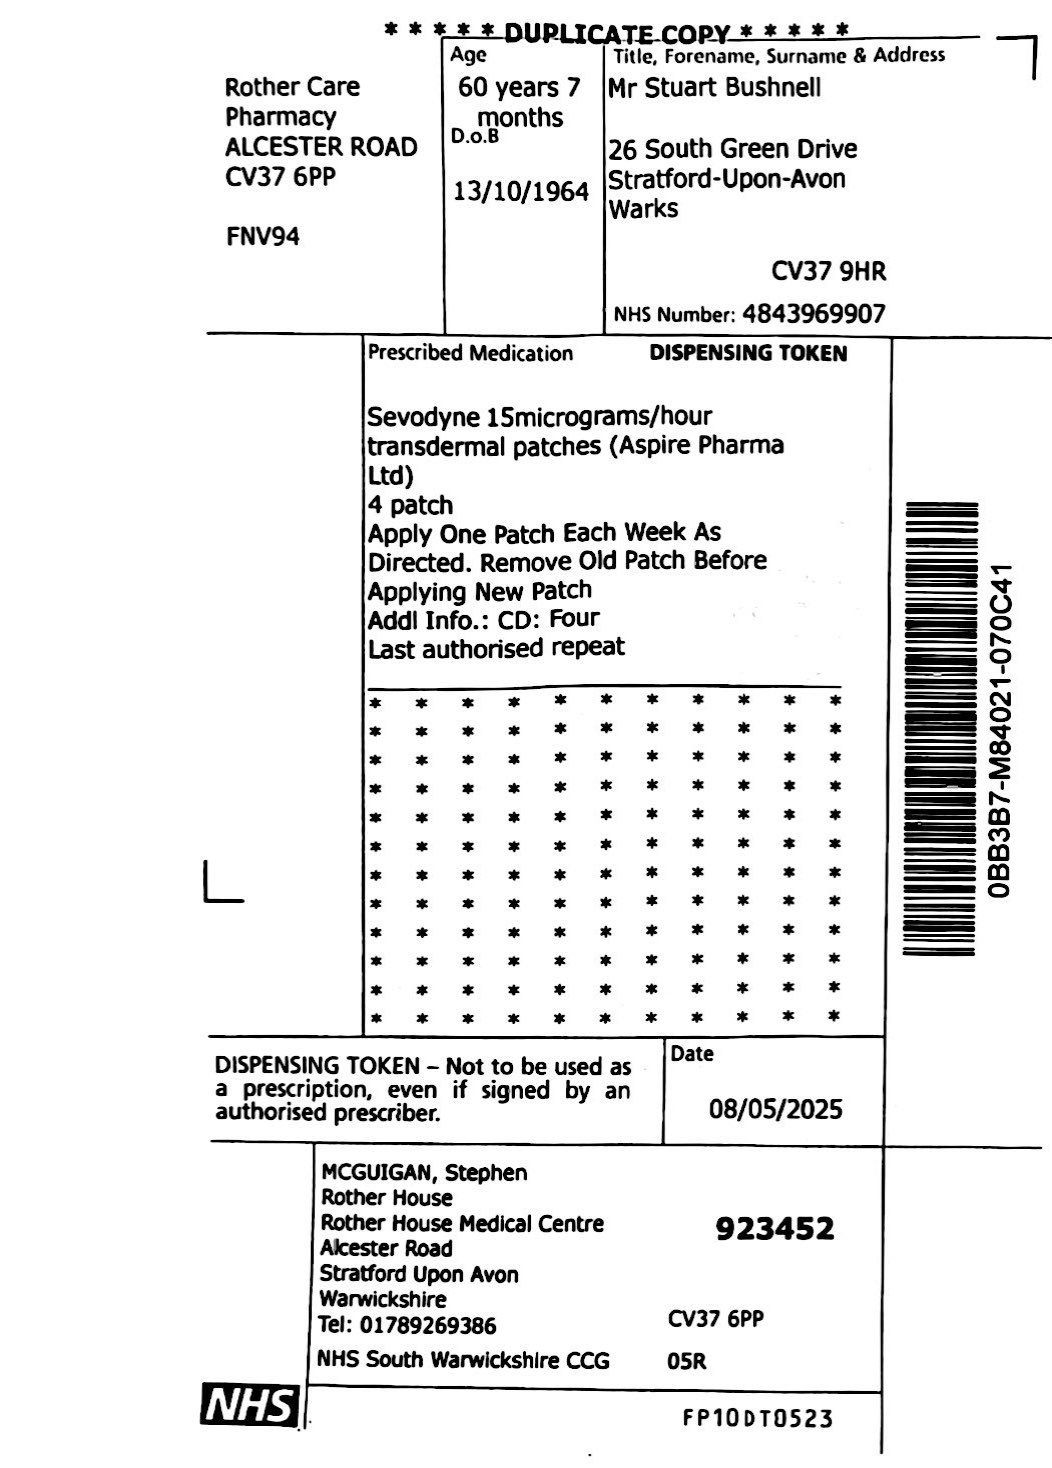 * * * * * DUPLICATE COPY * * * * *
Rother Care
Pharmacy
ALCESTER ROAD
CV37 6PP
FNV94
Age
60 years 7
months
D.o.B
13/10/1964
Title, Forename, Surname & Address
Mr Stuart Bushnell
26 South Green Drive
Stratford-Upon-Avon
Warks
CV37 9HR
NHS Number: 4843969907
Prescribed Medication DISPENSING TOKEN
Sevodyne 15micrograms/hour
transdermal patches (Aspire Pharma
Ltd)
4 patch
Apply One Patch Each Week As
Directed. Remove Old Patch Before
Applying New Patch
Addl Info.: CD: Four
Last authorised repeat
* * * * * * * * * * *
* * * * * * * * * * *
* * * * * * * * * * *
* * * * * * * * * * *
* * * * * * * * * * *
* * * * * * * * * * *
* * * * * * * * * * *
* * * * * * * * * * *
* * * * * * * * * * *
* * * * * * * * * * *
* * * * * * * * * * *
* * * * * * * * * * *
0BB3B7-M84021-070C41
DISPENSING TOKEN – Not to be used as
a prescription, even if signed by an
authorised prescriber.
Date
08/05/2025
MCGUIGAN, Stephen
Rother House
Rother House Medical Centre
Alcester Road
Stratford Upon Avon
Warwickshire
Tel: 01789269386
923452
CV37 6PP
NHS South Warwickshire CCG 05R
NHS
FP10DT0523